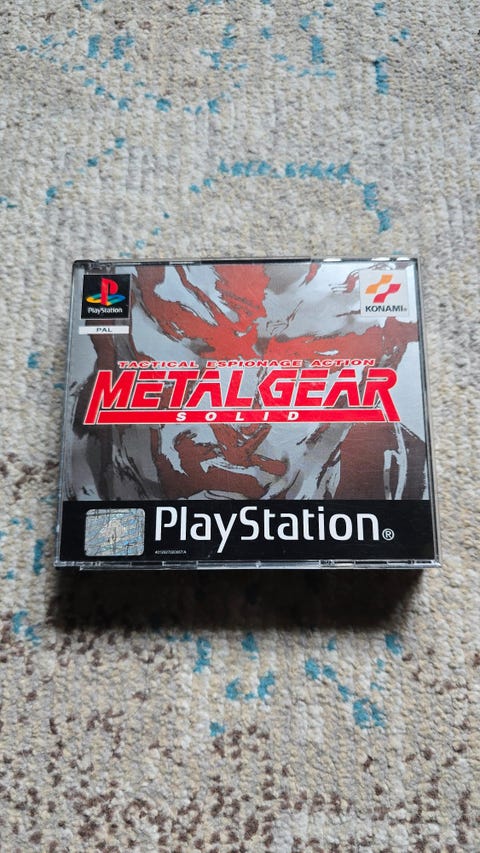 PlayStation
PAL
KONAMI®
TACTICAL ESPIONAGE ACTION
METAL GEAR
SOLID
PlayStation®